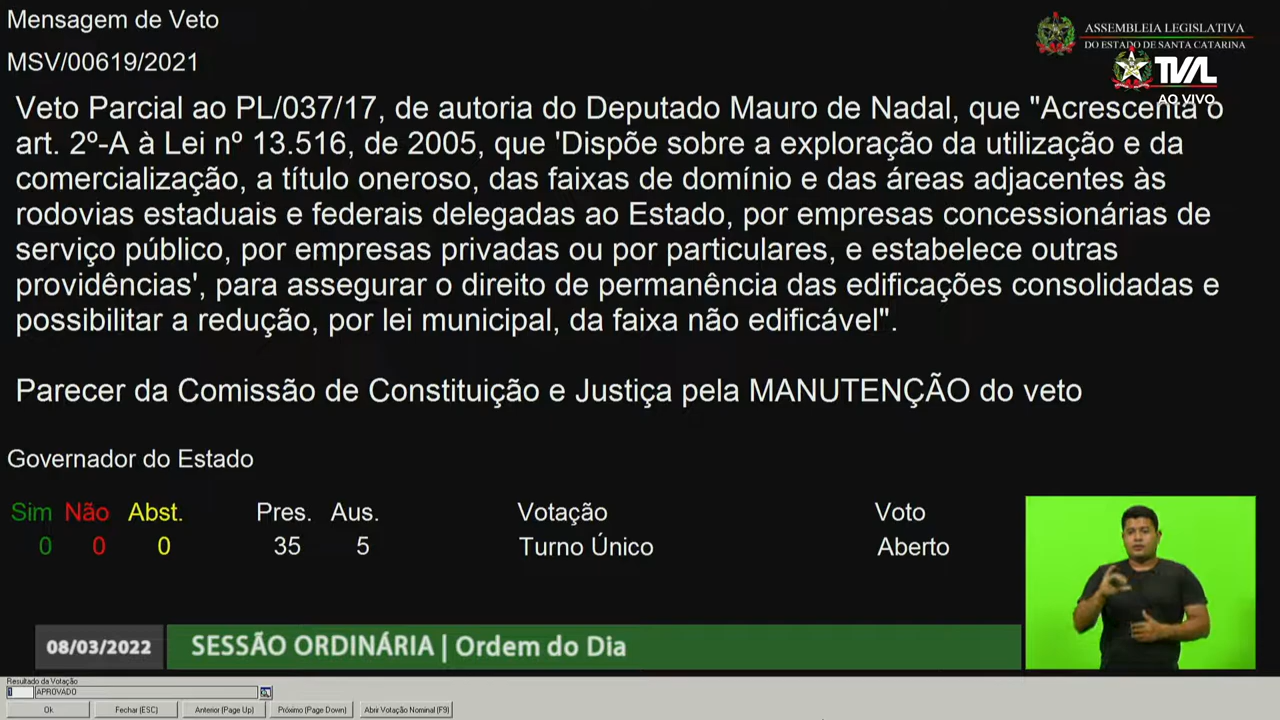 Mensagem de Veto
MSV/00619/2021
ASSEMBLEIA LEGISLATIVA
DO ESTADO DE SANTA CATARINA
TVAL
AO VIVO
Veto Parcial ao PL/037/17, de autoria do Deputado Mauro de Nadal, que "Acrescenta o
art. 2º-A à Lei nº 13.516, de 2005, que 'Dispõe sobre a exploração da utilização e da
comercialização, a título oneroso, das faixas de domínio e das áreas adjacentes às
rodovias estaduais e federais delegadas ao Estado, por empresas concessionárias de
serviço público, por empresas privadas ou por particulares, e estabelece outras
providências', para assegurar o direito de permanência das edificações consolidadas e
possibilitar a redução, por lei municipal, da faixa não edificável".
Parecer da Comissão de Constituição e Justiça pela MANUTENÇÃO do veto
Governador do Estado
Sim Não Abst. Pres. Aus. Votação Voto
0 0 0 35 5 Turno Único Aberto
08/03/2022 SESSÃO ORDINÁRIA | Ordem do Dia
Resultado da Votação
1 APROVADO
Ok Fechar (ESC) Anterior (Page Up) Próximo (Page Down) Abrir Votação Nominal (F9)